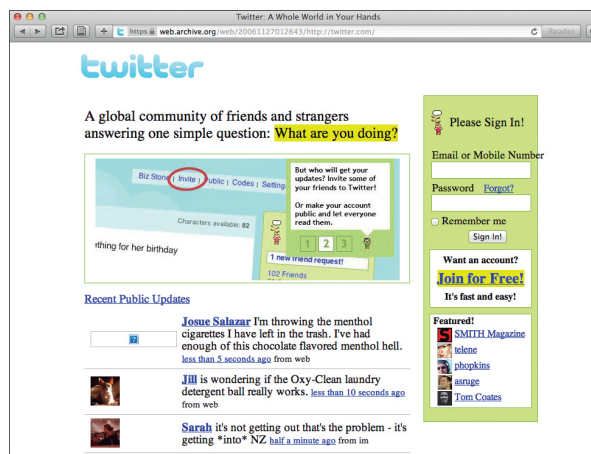 Twitter: A Whole World in Your Hands
https web.archive.org/web/20061127012643/http://twitter.com/
Reader
twitter
A global community of friends and strangers
answering one simple question: What are you doing?
Biz Stone | Invite | Public | Codes | Settings
Characters available: 82
rthing for her birthday
But who will get your
updates? Invite some of
your friends to Twitter!
Or make your account
public and let everyone
read them.
1 2 3
1 new friend request!
102 Friends
Recent Public Updates
Josue Salazar I'm throwing the menthol
cigarettes I have left in the trash. I've had
enough of this chocolate flavored menthol hell.
less than 5 seconds ago from web
Jill is wondering if the Oxy-Clean laundry
detergent ball really works. less than 10 seconds ago
from web
Sarah it's not getting out that's the problem - it's
getting *into* NZ half a minute ago from im
Please Sign In!
Email or Mobile Number
Password Forgot?
Remember me
Sign In!
Want an account?
Join for Free!
It's fast and easy!
Featured!
SMITH Magazine
telene
phopkins
asruge
Tom Coates